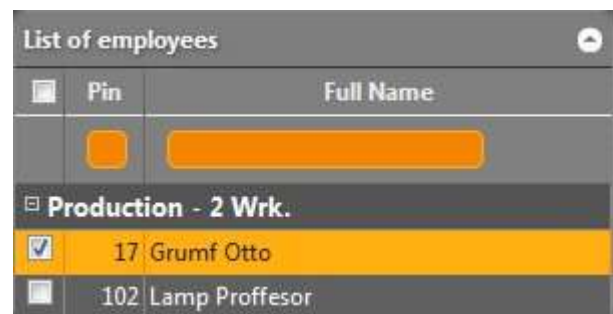 List of employees
Pin Full Name
Production - 2 Wrk.
17 Grumf Otto
102 Lamp Proffesor